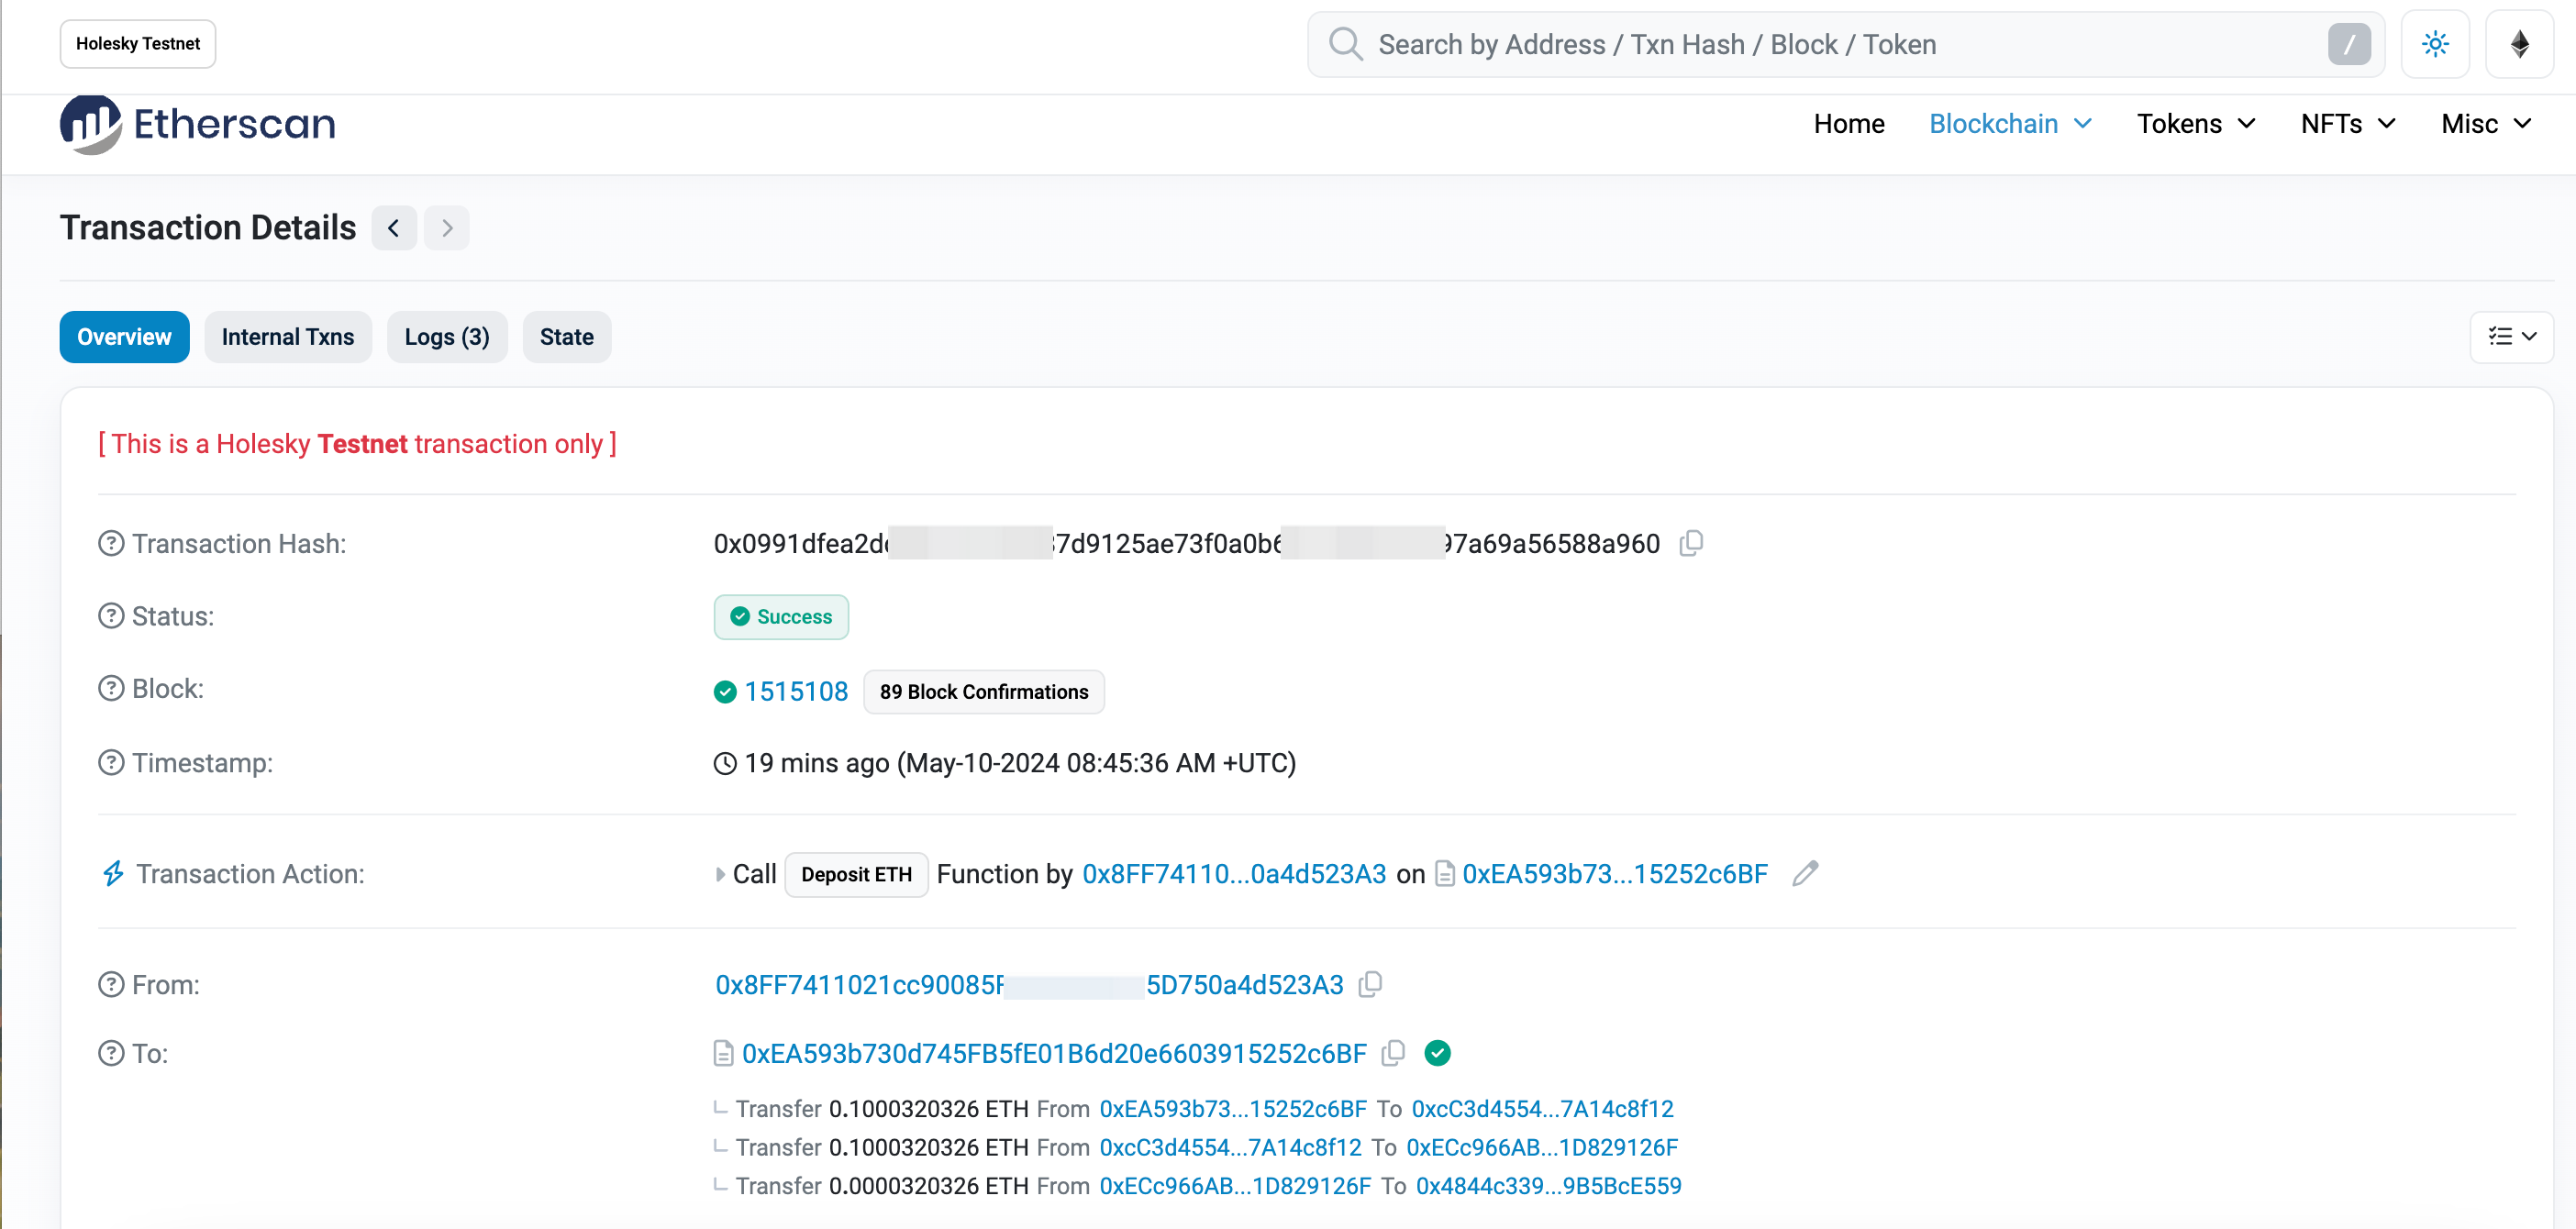 Holesky Testnet
Search by Address / Txn Hash / Block / Token /
Etherscan
Home Blockchain Tokens NFTs Misc
Transaction Details
Overview Internal Txns Logs (3) State
[ This is a Holesky Testnet transaction only ]
Transaction Hash: 0x0991dfea2d 7d9125ae73f0a0b6 97a69a56588a960
Status: Success
Block: 1515108 89 Block Confirmations
Timestamp: 19 mins ago (May-10-2024 08:45:36 AM +UTC)
Transaction Action: Call Deposit ETH Function by 0x8FF74110...0a4d523A3 on 0xEA593b73...15252c6BF
From: 0x8FF7411021cc90085F 5D750a4d523A3
To: 0xEA593b730d745FB5fE01B6d20e6603915252c6BF
Transfer 0.1000320326 ETH From 0xEA593b73...15252c6BF To 0xcC3d4554...7A14c8f12
Transfer 0.1000320326 ETH From 0xcC3d4554...7A14c8f12 To 0xECc966AB...1D829126F
Transfer 0.0000320326 ETH From 0xECc966AB...1D829126F To 0x4844c339...9B5BcE559